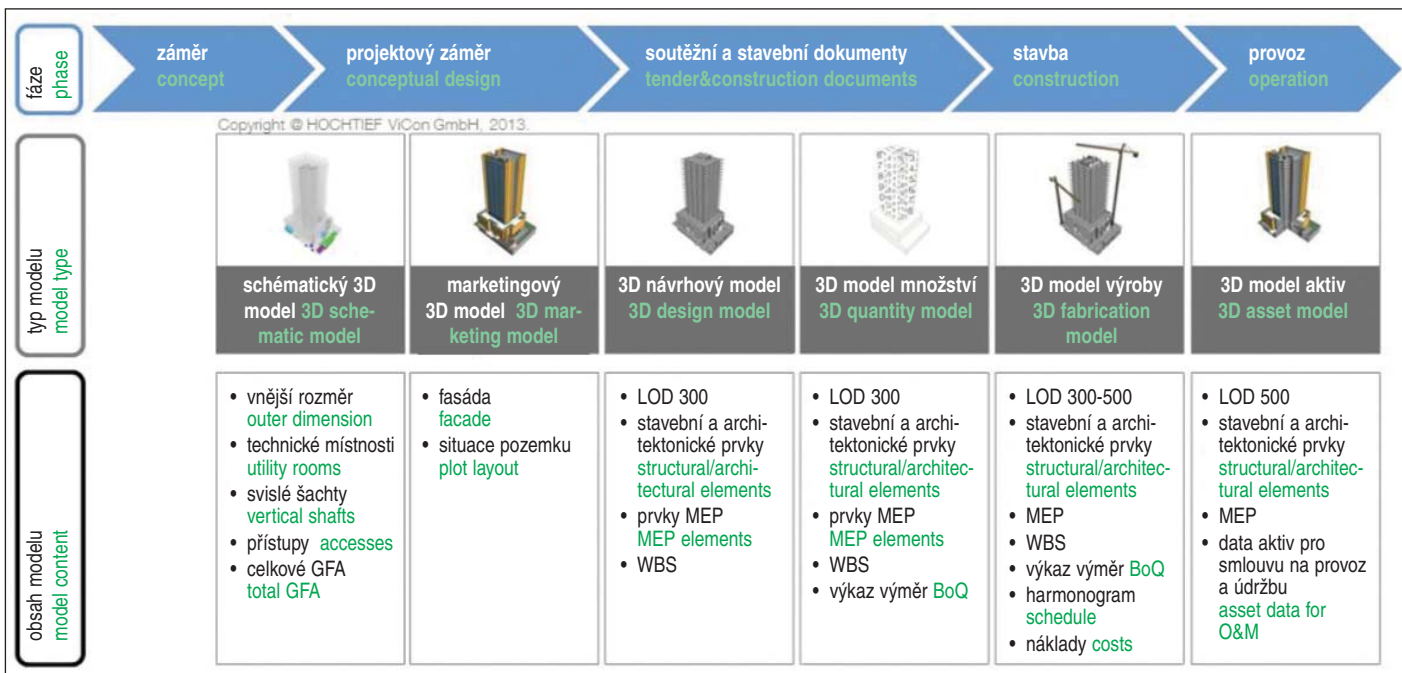 fáze
phase
záměr
concept
projektový záměr
conceptual design
soutěžní a stavební dokumenty
tender&construction documents
stavba
construction
provoz
operation
Copyright @ HOCHTIEF ViCon GmbH, 2013.
typ modelu
model type
schématický 3D
model 3D sche-
matic model
marketingový
3D model 3D mar-
keting model
3D návrhový model
3D design model
3D model množství
3D quantity model
3D model výroby
3D fabrication
model
3D model aktiv
3D asset model
obsah modelu
model content
• vnější rozměr
outer dimension
• technické místnosti
utility rooms
• svislé šachty
vertical shafts
• přístupy accesses
• celkové GFA
total GFA
• fasáda
facade
• situace pozemku
plot layout
• LOD 300
• stavební a archi-
tektonické prvky
structural/archi-
tectural elements
• prvky MEP
MEP elements
• WBS
• LOD 300
• stavební a archi-
tektonické prvky
structural/architec-
tural elements
• prvky MEP
MEP elements
• WBS
• výkaz výměr BoQ
• LOD 300-500
• stavební a archi-
tektonické prvky
structural/architec-
tural elements
• MEP
• WBS
• výkaz výměr BoQ
• harmonogram
schedule
• náklady costs
• LOD 500
• stavební a archi-
tektonické prvky
structural/architec-
tural elements
• MEP
• data aktiv pro
smlouvu na provoz
a údržbu
asset data for
O&M